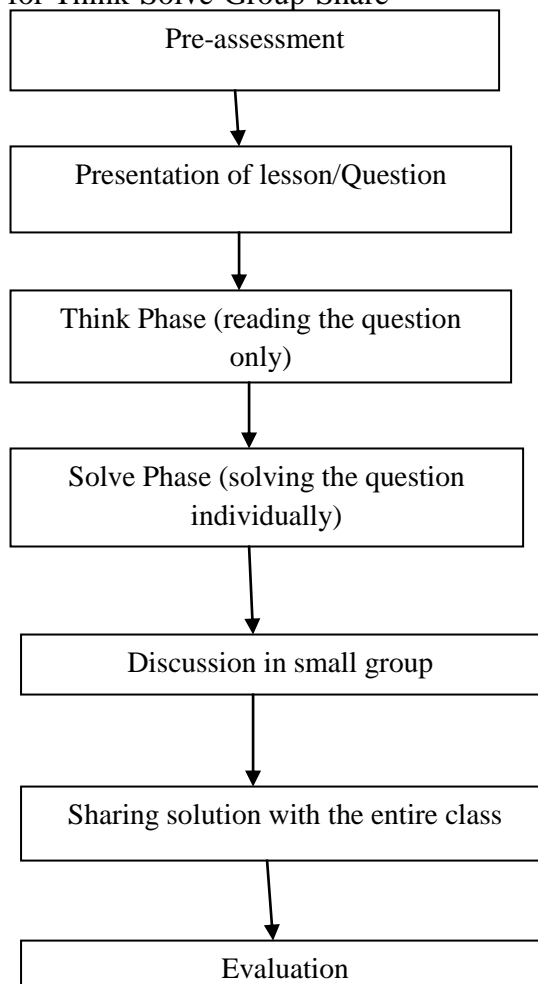 for Think-Solve-Group-Share
Pre-assessment
Presentation of lesson/Question
Think Phase (reading the question
only)
Solve Phase (solving the question
individually)
Discussion in small group
Sharing solution with the entire class
Evaluation